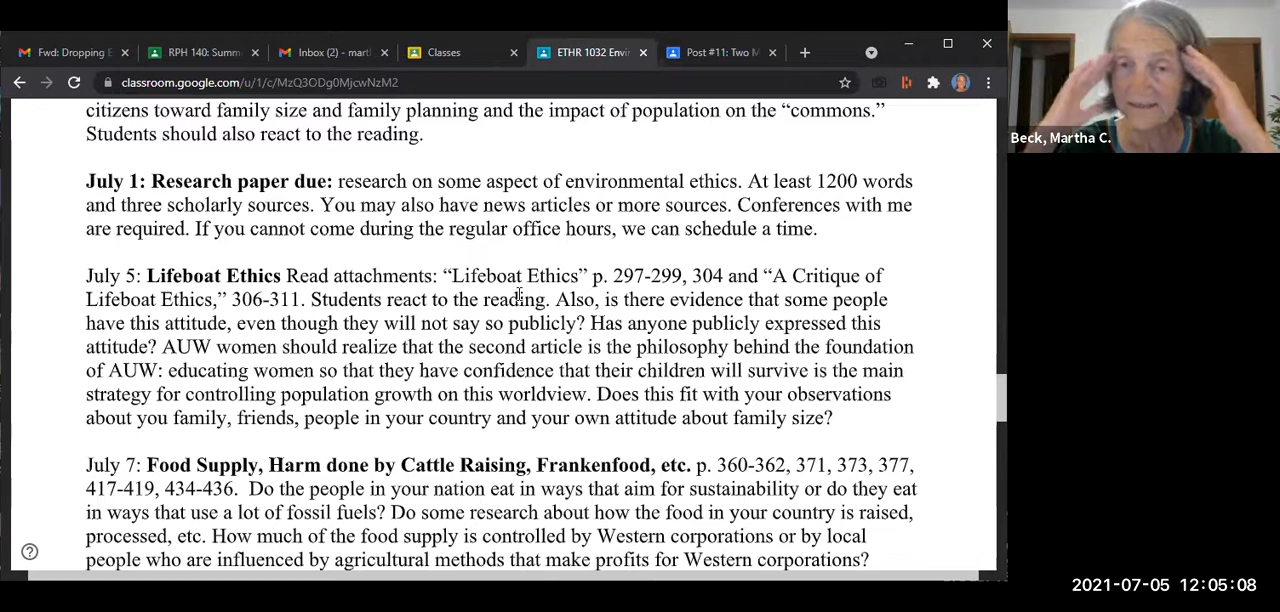 Fwd: Dropping E
RPH 140: Summ
Inbox (2) - mart
Classes
ETHR 1032 Envi
Post #11: Two M
classroom.google.com/u/1/c/MzQ3ODg0MjcwNzM2
citizens toward family size and family planning and the impact of population on the “commons.”
Students should also react to the reading.
July 1: Research paper due: research on some aspect of environmental ethics. At least 1200 words
and three scholarly sources. You may also have news articles or more sources. Conferences with me
are required. If you cannot come during the regular office hours, we can schedule a time.
July 5: Lifeboat Ethics Read attachments: “Lifeboat Ethics” p. 297-299, 304 and “A Critique of
Lifeboat Ethics,” 306-311. Students react to the reading. Also, is there evidence that some people
have this attitude, even though they will not say so publicly? Has anyone publicly expressed this
attitude? AUW women should realize that the second article is the philosophy behind the foundation
of AUW: educating women so that they have confidence that their children will survive is the main
strategy for controlling population growth on this worldview. Does this fit with your observations
about you family, friends, people in your country and your own attitude about family size?
July 7: Food Supply, Harm done by Cattle Raising, Frankenfood, etc. p. 360-362, 371, 373, 377,
417-419, 434-436. Do the people in your nation eat in ways that aim for sustainability or do they eat
in ways that use a lot of fossil fuels? Do some research about how the food in your country is raised,
processed, etc. How much of the food supply is controlled by Western corporations or by local
people who are influenced by agricultural methods that make profits for Western corporations?
Beck, Martha C.
2021-07-05 12:05:08